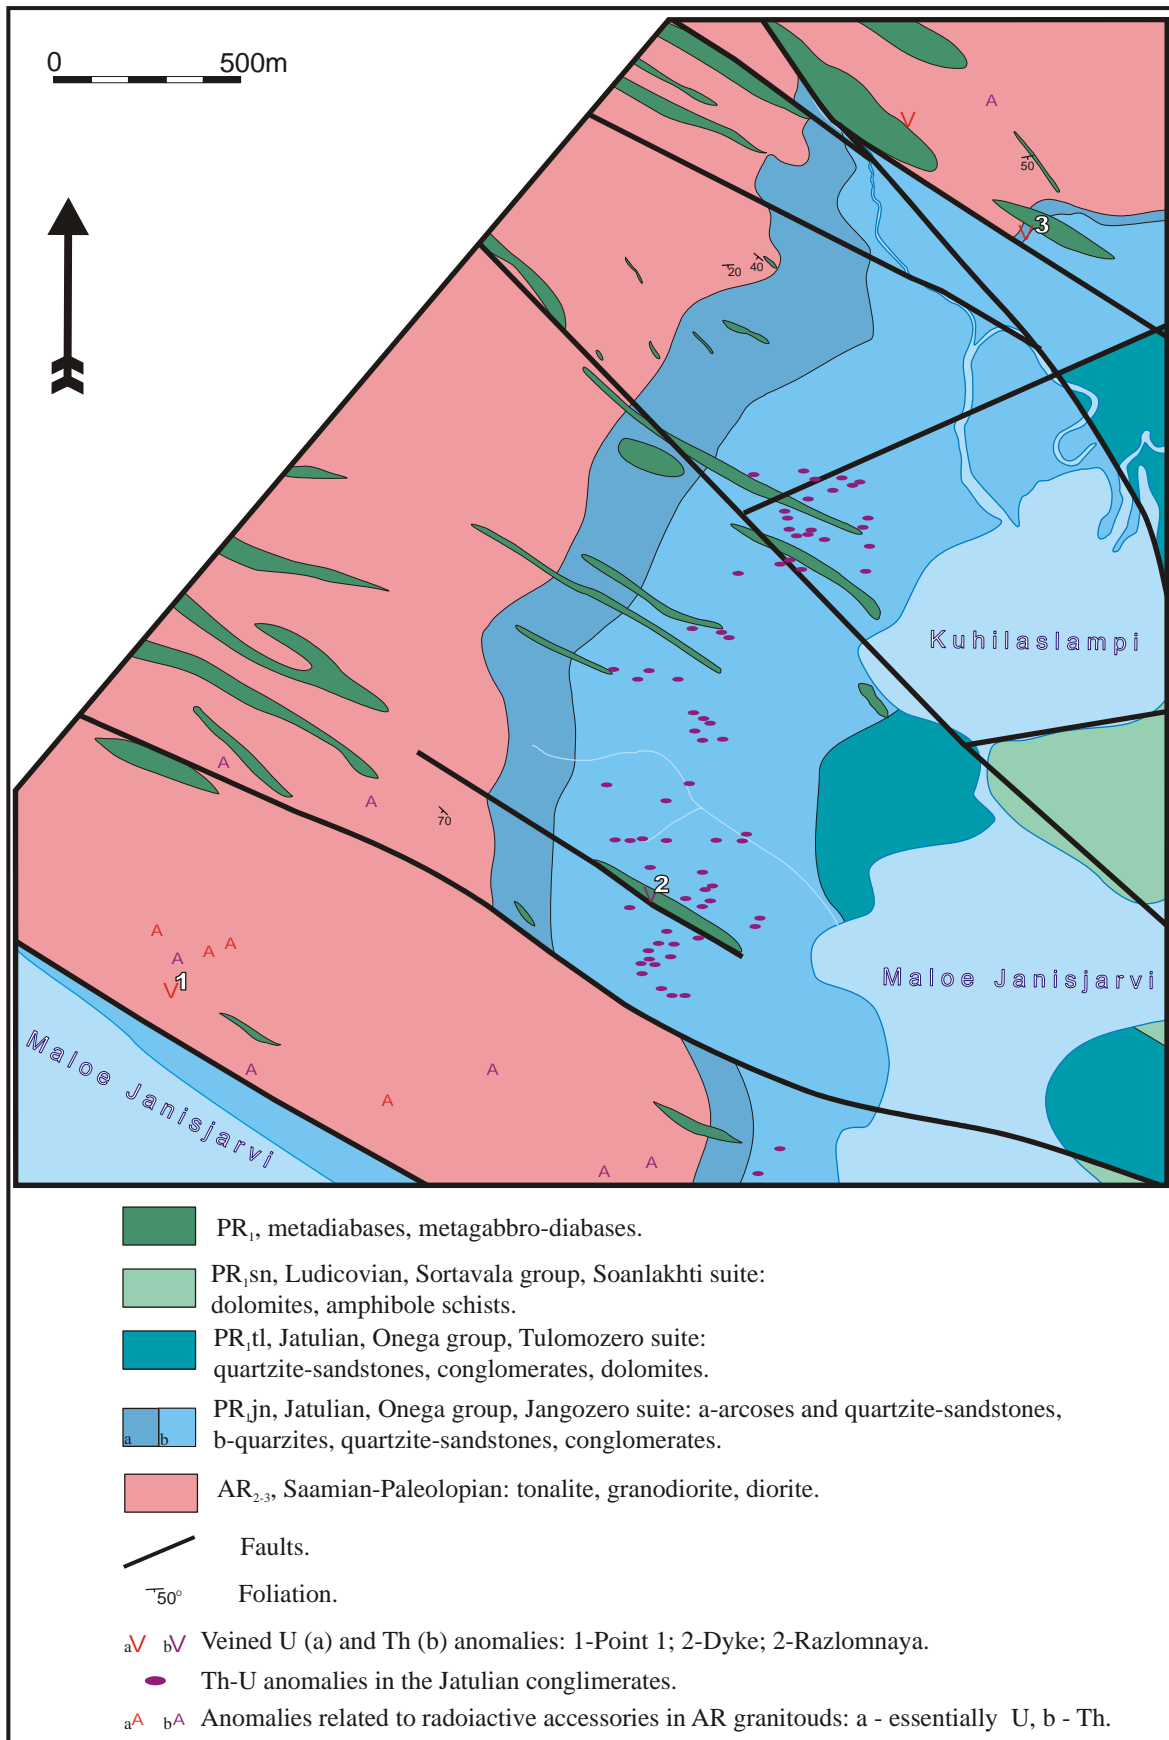 0 500m
A
V
50
3
20 40
Kuhilaslampi
A
A
70
2
A
A A
A
1
V
Maloe Janisjarvi
Maloe Janisjarvi
A
A
A
A
A
PR₁, metadiabases, metagabbro-diabases.
PR₁sn, Ludicovian, Sortavala group, Soanlakhti suite:
dolomites, amphibole schists.
PR₁tl, Jatulian, Onega group, Tulomozero suite:
quartzite-sandstones, conglomerates, dolomites.
PR₁jn, Jatulian, Onega group, Jangozero suite: a-arcoses and quartzite-sandstones,
a b
b-quarzites, quartzite-sandstones, conglomerates.
AR₂₋₃, Saamian-Paleolopian: tonalite, granodiorite, diorite.
Faults.
50° Foliation.
aV bV Veined U (a) and Th (b) anomalies: 1-Point 1; 2-Dyke; 2-Razlomnaya.
Th-U anomalies in the Jatulian conglimerates.
aA bA Anomalies related to radoiactive accessories in AR granitouds: a - essentially U, b - Th.